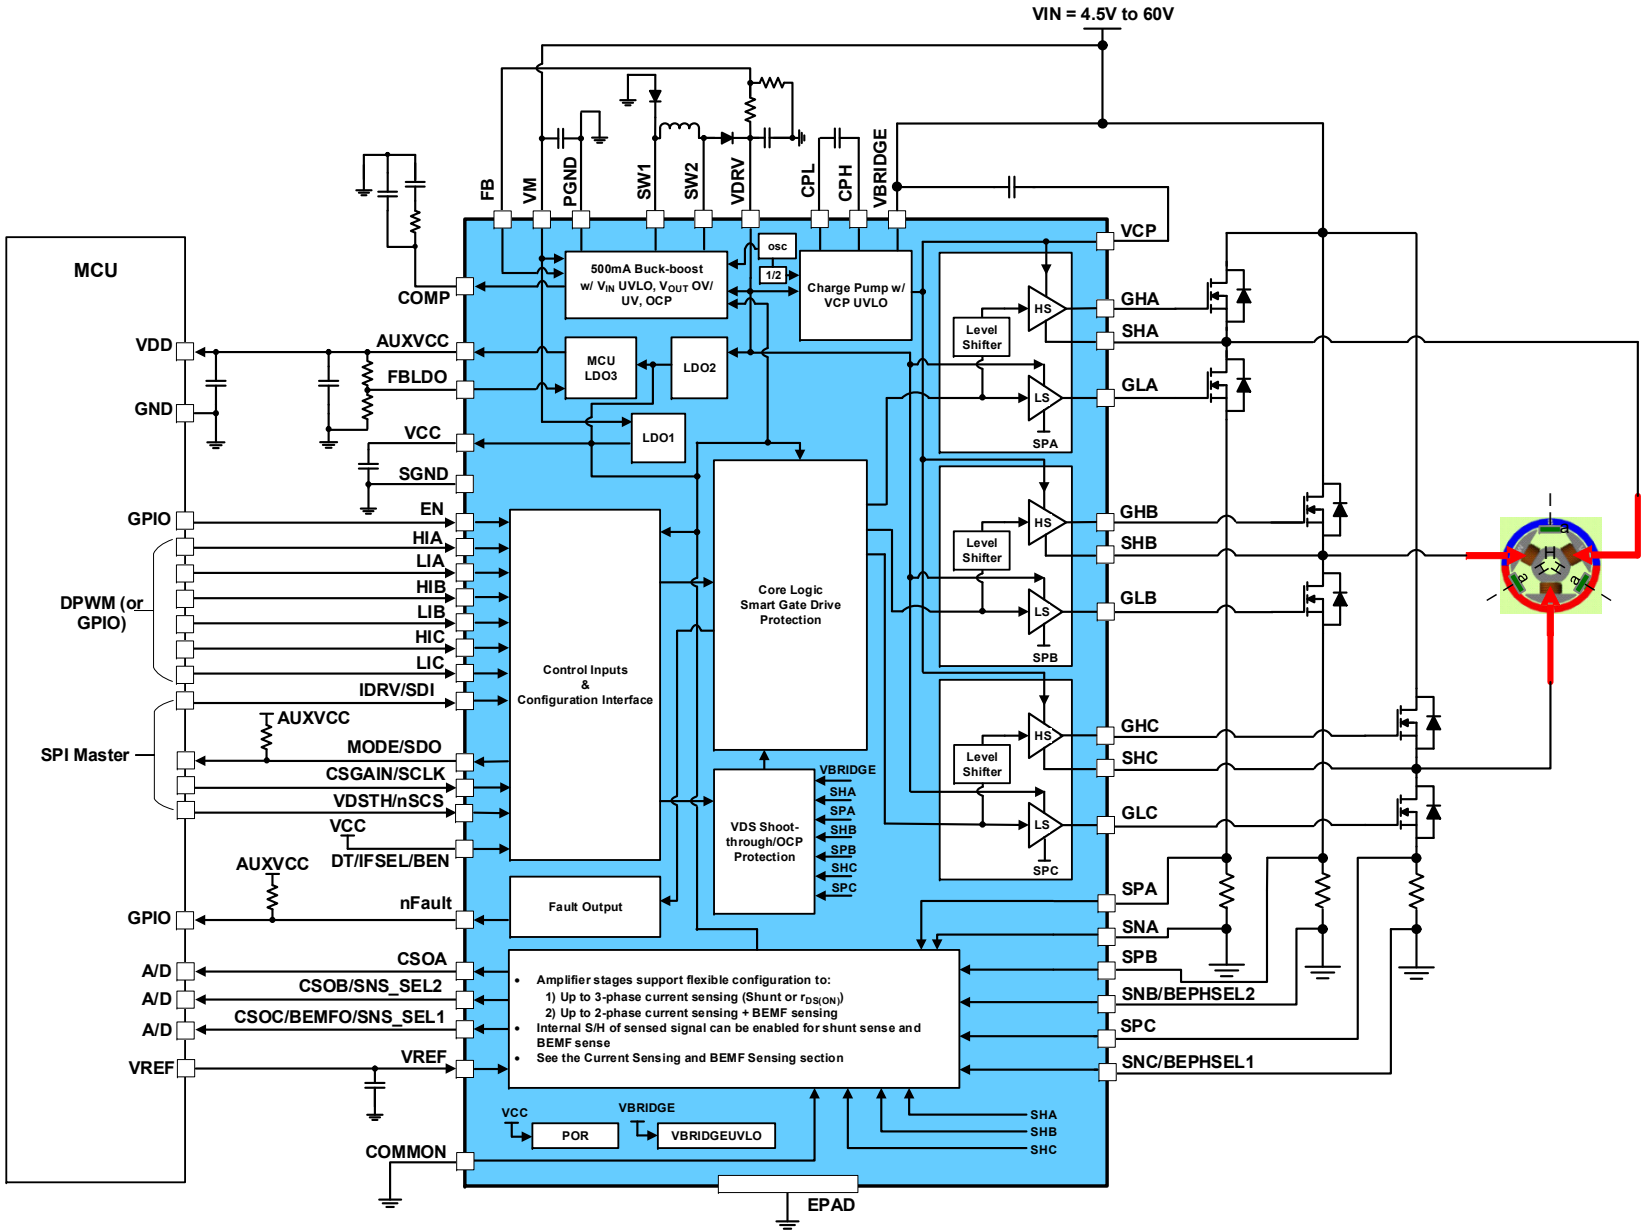 VIN = 4.5V to 60V
FB
VM
PGND
SW1
SW2
VDRV
CPL
CPH
VBRIDGE
VCP
MCU
COMP
500mA Buck-boost
w/ VIN UVLO, VOUT OV/
UV, OCP
osc
1/2
Charge Pump w/
VCP UVLO
HS
Level
Shifter
LS
SPA
GHA
SHA
GLA
VDD
AUXVCC
MCU
LDO3
LDO2
FBLDO
GND
VCC
LDO1
SGND
GPIO
EN
HIA
LIA
HIB
LIB
HIC
LIC
DPWM (or
GPIO)
IDRV/SDI
AUXVCC
SPI Master
MODE/SDO
CSGAIN/SCLK
VDSTH/nSCS
VCC
DT/IFSEL/BEN
Control Inputs
&
Configuration Interface
Core Logic
Smart Gate Drive
Protection
HS
Level
Shifter
LS
SPB
GHB
SHB
GLB
a
H
H
H
a
a
HS
Level
Shifter
LS
SPC
GHC
SHC
GLC
VDS Shoot-
through/OCP
Protection
VBRIDGE
SHA
SPA
SHB
SPB
SHC
SPC
AUXVCC
GPIO
nFault
Fault Output
SPA
SNA
SPB
SNB/BEPHSEL2
SPC
SNC/BEPHSEL1
A/D
CSOA
A/D
CSOB/SNS_SEL2
A/D
CSOC/BEMFO/SNS_SEL1
VREF
VREF
• Amplifier stages support flexible configuration to:
1) Up to 3-phase current sensing (Shunt or rDS(ON))
2) Up to 2-phase current sensing + BEMF sensing
• Internal S/H of sensed signal can be enabled for shunt sense and
BEMF sense
• See the Current Sensing and BEMF Sensing section
VCC
POR
VBRIDGE
VBRIDGEUVLO
SHA
SHB
SHC
COMMON
EPAD